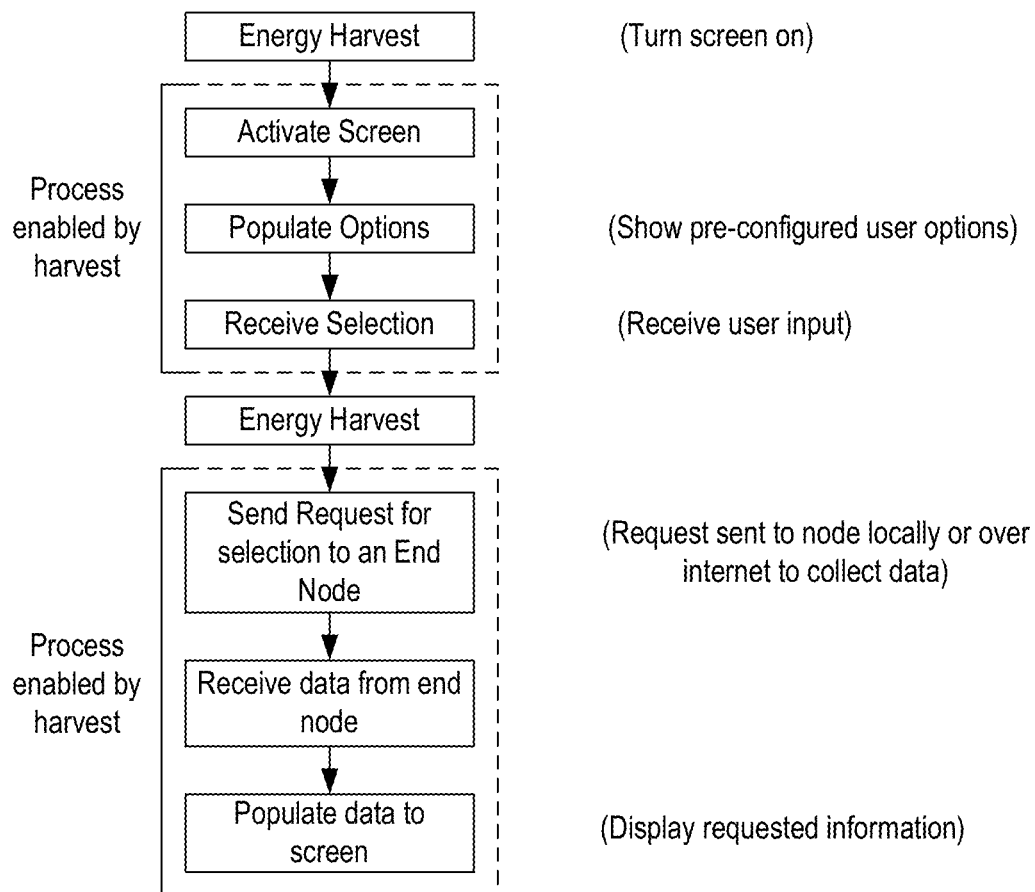 Energy Harvest
(Turn screen on)
Activate Screen
Process
enabled by
harvest
Populate Options
(Show pre-configured user options)
Receive Selection
(Receive user input)
Energy Harvest
Send Request for
selection to an End
Node
(Request sent to node locally or over
internet to collect data)
Process
enabled by
harvest
Receive data from end
node
Populate data to
screen
(Display requested information)